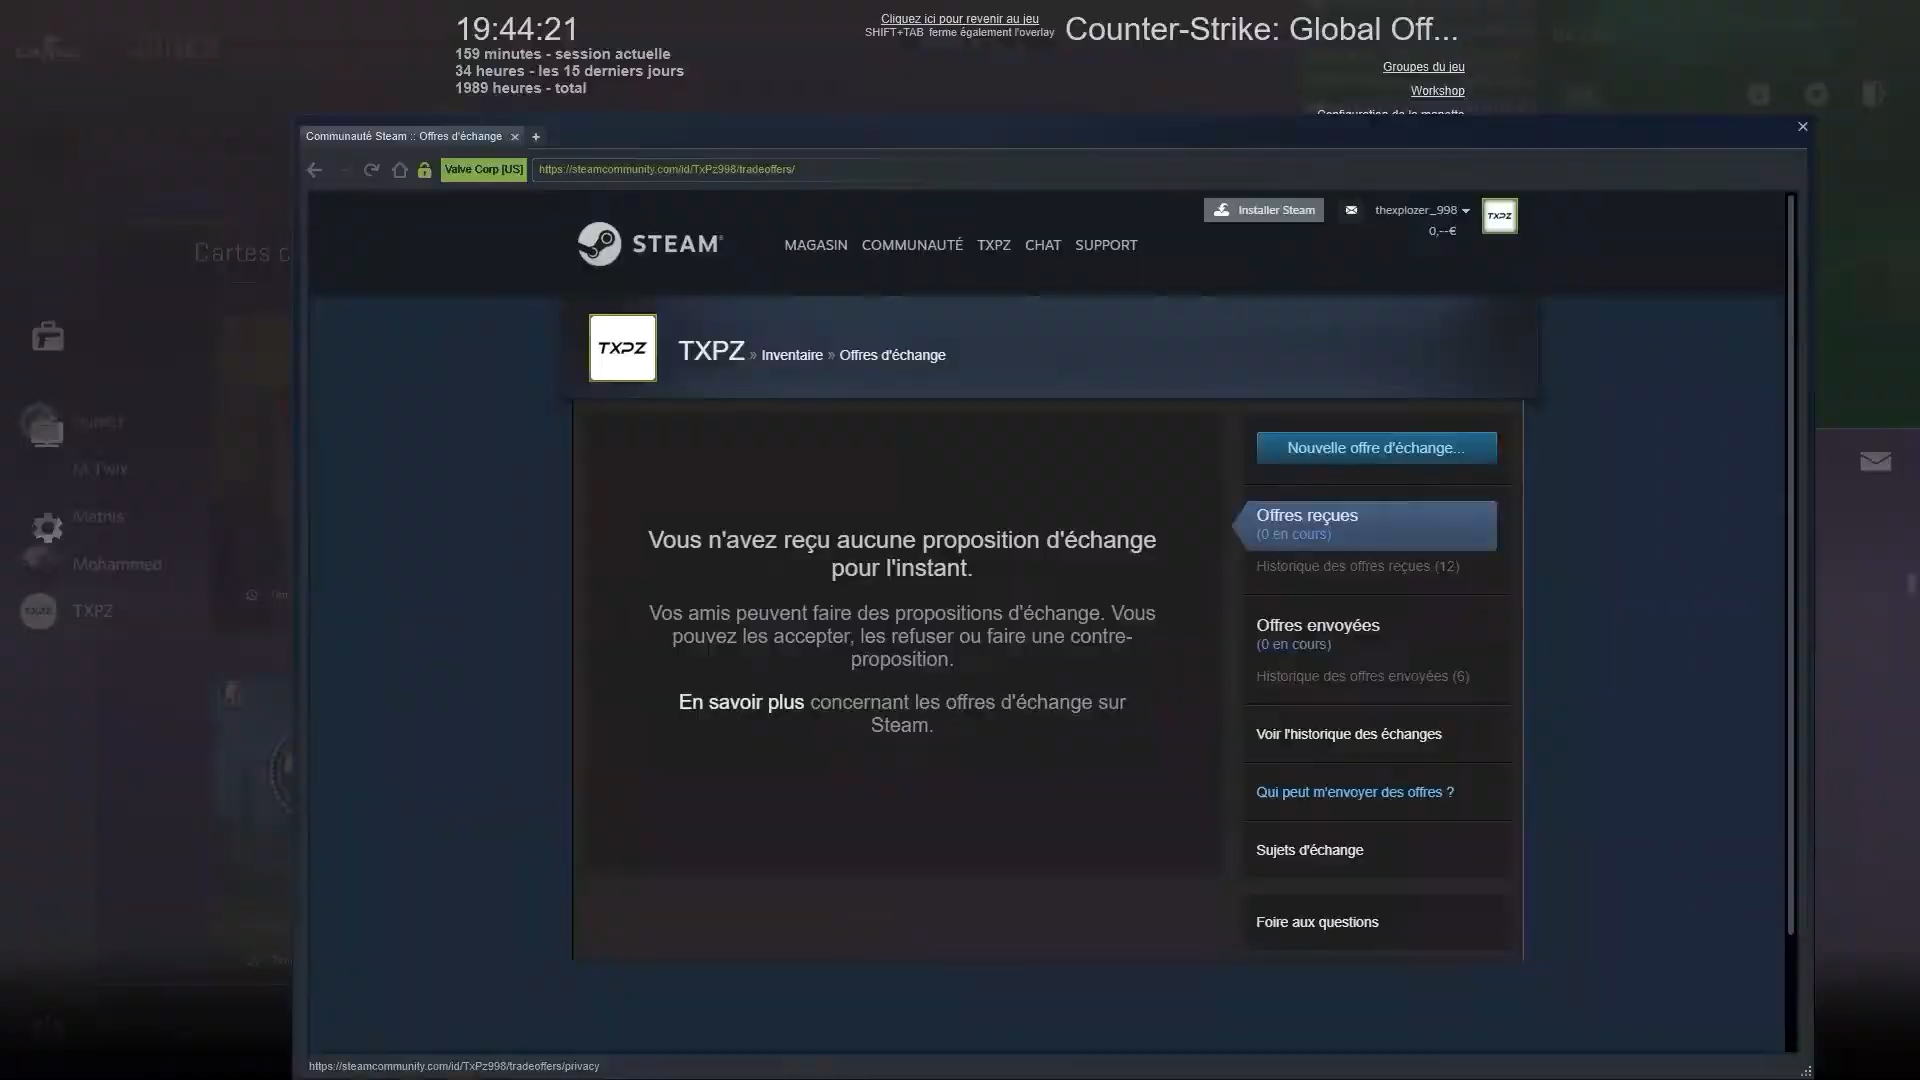 19:44:21
159 minutes - session actuelle
34 heures - les 15 derniers jours
1989 heures - total
Cliquez ici pour revenir au jeu
SHIFT+TAB ferme également l'overlay
Counter-Strike: Global Off...
Groupes du jeu
Workshop
Configuration de la manette
Communauté Steam :: Offres d'échange
Valve Corp [US]
https://steamcommunity.com/id/TxPz998/tradeoffers/
Installer Steam
thexplozer_998
0,--€
TXPZ
STEAM
MAGASIN COMMUNAUTÉ TXPZ CHAT SUPPORT
Cartes c
TXPZ
TXPZ » Inventaire » Offres d'échange
Nouvelle offre d'échange...
Offres reçues
(0 en cours)
Historique des offres reçues (12)
Offres envoyées
(0 en cours)
Historique des offres envoyées (6)
Voir l'historique des échanges
Qui peut m'envoyer des offres ?
Sujets d'échange
Foire aux questions
Vous n'avez reçu aucune proposition d'échange
pour l'instant.
Vos amis peuvent faire des propositions d'échange. Vous
pouvez les accepter, les refuser ou faire une contre-
proposition.
En savoir plus concernant les offres d'échange sur
Steam.
Mathis
Mohammed
TXPZ
https://steamcommunity.com/id/TxPz998/tradeoffers/privacy